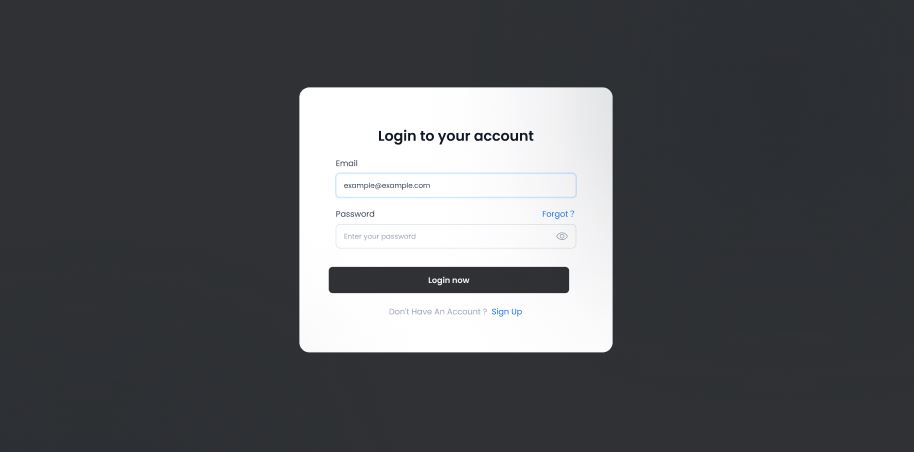 Login to your account
Email
example@example.com
Password Forgot ?
Enter your password
Login now
Don't Have An Account ? Sign Up